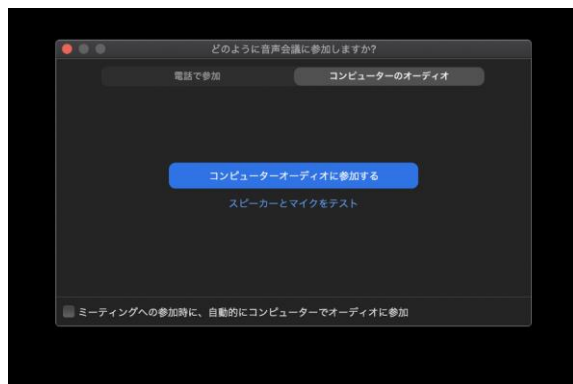 どのように音声会議に参加しますか?
電話で参加
コンピューターのオーディオ
コンピューターオーディオに参加する
スピーカーとマイクをテスト
ミーティングへの参加時に、自動的にコンピューターでオーディオに参加